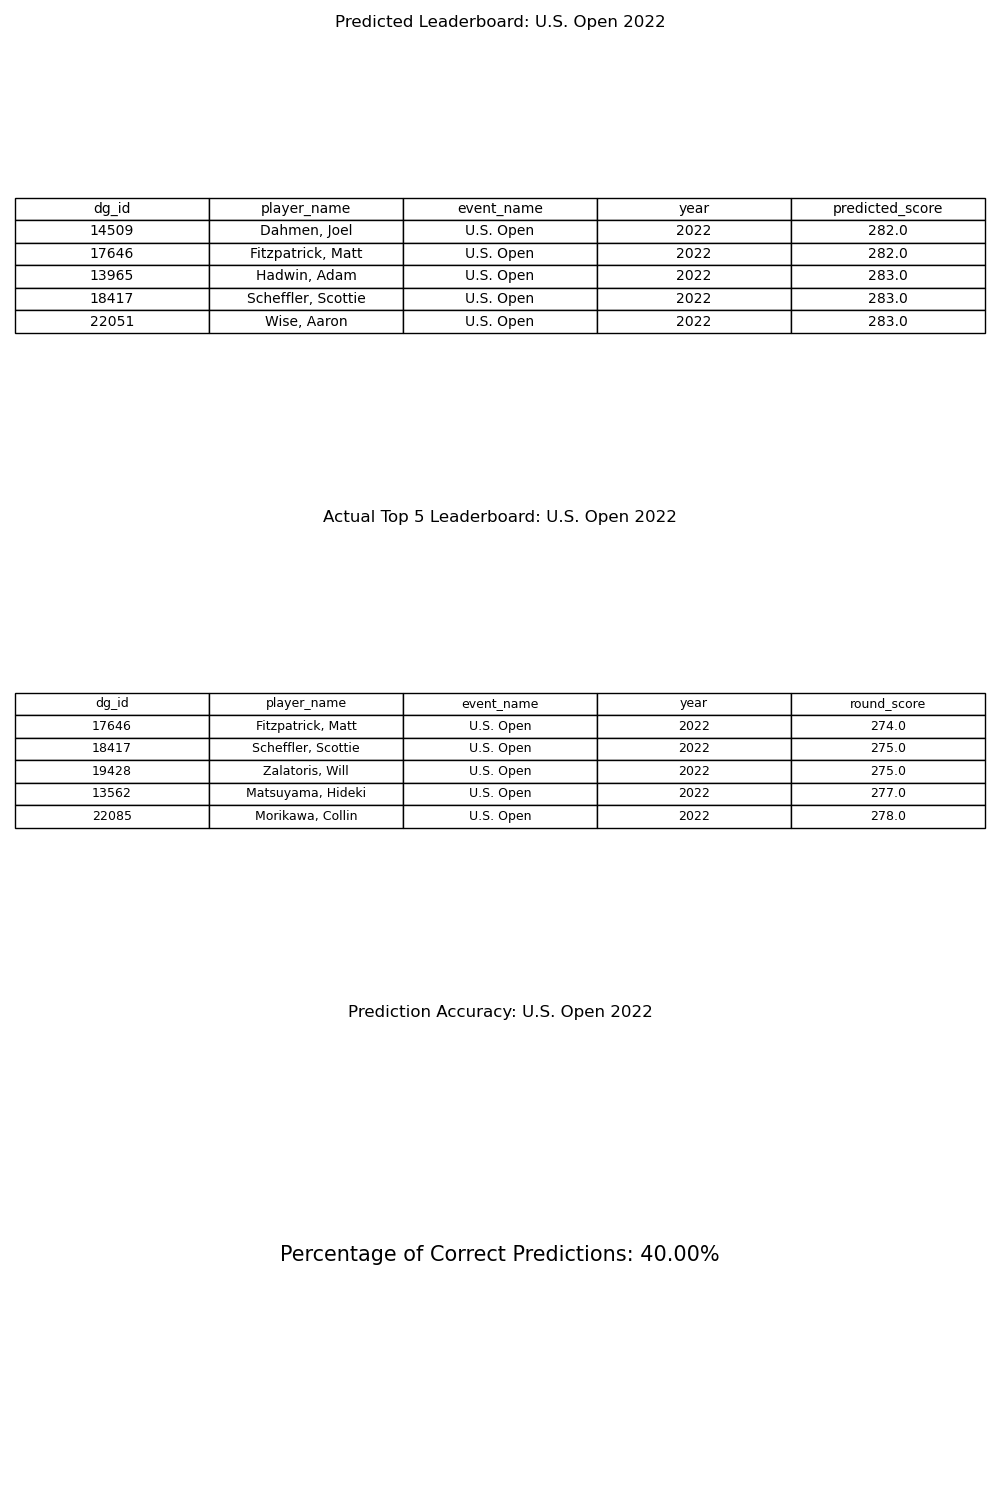 Predicted Leaderboard: U.S. Open 2022
dg_id player_name event_name year predicted_score
14509 Dahmen, Joel U.S. Open 2022 282.0
17646 Fitzpatrick, Matt U.S. Open 2022 282.0
13965 Hadwin, Adam U.S. Open 2022 283.0
18417 Scheffler, Scottie U.S. Open 2022 283.0
22051 Wise, Aaron U.S. Open 2022 283.0
Actual Top 5 Leaderboard: U.S. Open 2022
dg_id player_name event_name year round_score
17646 Fitzpatrick, Matt U.S. Open 2022 274.0
18417 Scheffler, Scottie U.S. Open 2022 275.0
19428 Zalatoris, Will U.S. Open 2022 275.0
13562 Matsuyama, Hideki U.S. Open 2022 277.0
22085 Morikawa, Collin U.S. Open 2022 278.0
Prediction Accuracy: U.S. Open 2022
Percentage of Correct Predictions: 40.00%